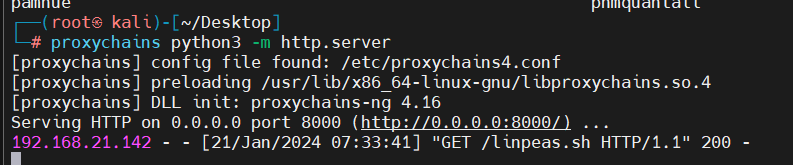 ┌──(root㉿ kali)-[~/Desktop]
└─# proxychains python3 -m http.server
[proxychains] config file found: /etc/proxychains4.conf
[proxychains] preloading /usr/lib/x86_64-linux-gnu/libproxychains.so.4
[proxychains] DLL init: proxychains-ng 4.16
Serving HTTP on 0.0.0.0 port 8000 (http://0.0.0.0:8000/) ...
192.168.21.142 - - [21/Jan/2024 07:33:41] "GET /linpeas.sh HTTP/1.1" 200 -